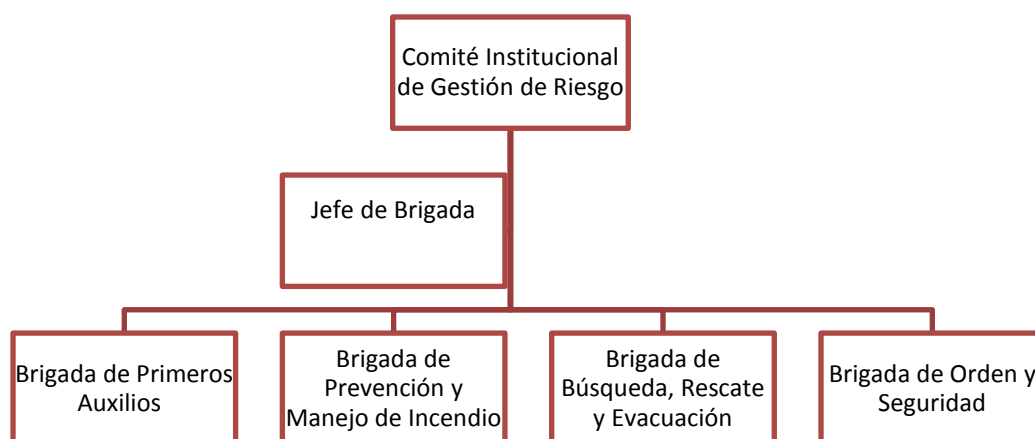 Comité Institucional
de Gestión de Riesgo
Jefe de Brigada
Brigada de Primeros
Auxilios
Brigada de
Prevención y
Manejo de Incendio
Brigada de
Búsqueda, Rescate
y Evacuación
Brigada de Orden y
Seguridad